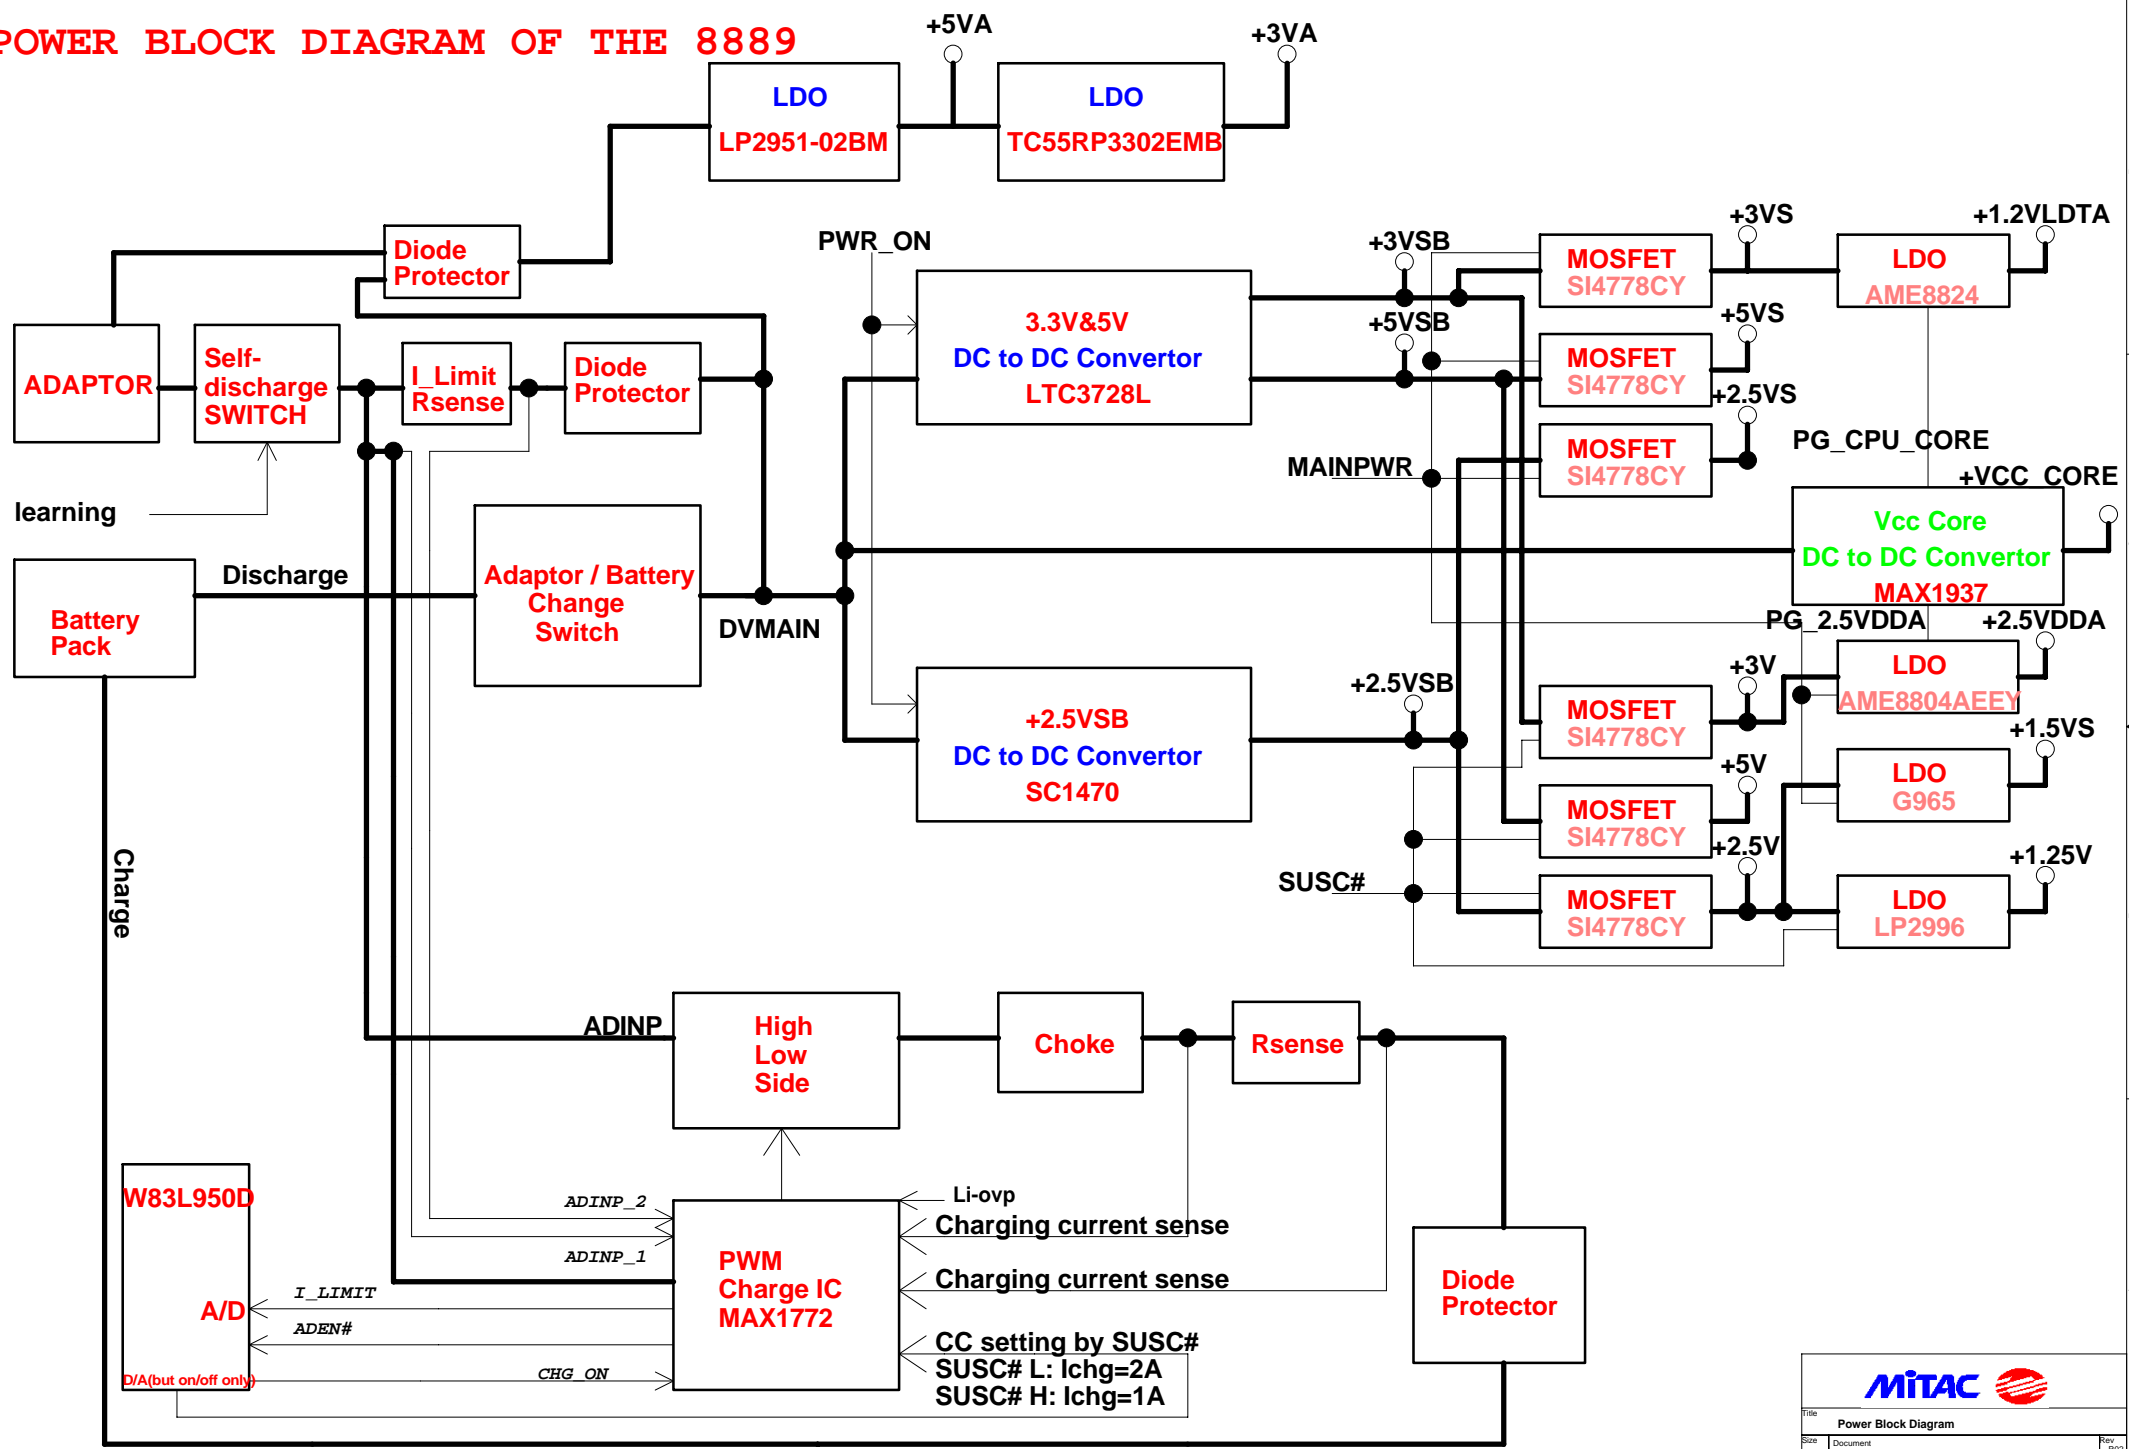 POWER BLOCK DIAGRAM OF THE 8889
+5VA
+3VA
LDO
LP2951-02BM
LDO
TC55RP3302EMB
Diode
Protector
PWR_ON
+3VSB
MOSFET
SI4778CY
+3VS
LDO
AME8824
+1.2VLDTA
ADAPTOR
Self-
discharge
SWITCH
I_Limit
Rsense
Diode
Protector
3.3V&5V
DC to DC Convertor
LTC3728L
+5VSB
MOSFET
SI4778CY
+5VS
+2.5VS
MAINPWR
MOSFET
SI4778CY
PG_CPU_CORE
+VCC_CORE
learning
Vcc Core
DC to DC Convertor
MAX1937
Battery
Pack
Discharge
Adaptor / Battery
Change
Switch
DVMAIN
PG_2.5VDDA
+2.5VDDA
+2.5VSB
DC to DC Convertor
SC1470
+2.5VSB
MOSFET
SI4778CY
+3V
LDO
AME8804AEEY
+1.5VS
MOSFET
SI4778CY
+5V
LDO
G965
SUSC#
MOSFET
SI4778CY
+2.5V
LDO
LP2996
+1.25V
Charge
ADINP
High
Low
Side
Choke
Rsense
W83L950D
A/D
D/A(but on/off only)
ADINP_2
ADINP_1
I_LIMIT
ADEN#
CHG_ON
PWM
Charge IC
MAX1772
Li-ovp
Charging current sense
Charging current sense
CC setting by SUSC#
SUSC# L: Ichg=2A
SUSC# H: Ichg=1A
Diode
Protector
MiTAC
Title
Power Block Diagram
Size
Document
Rev